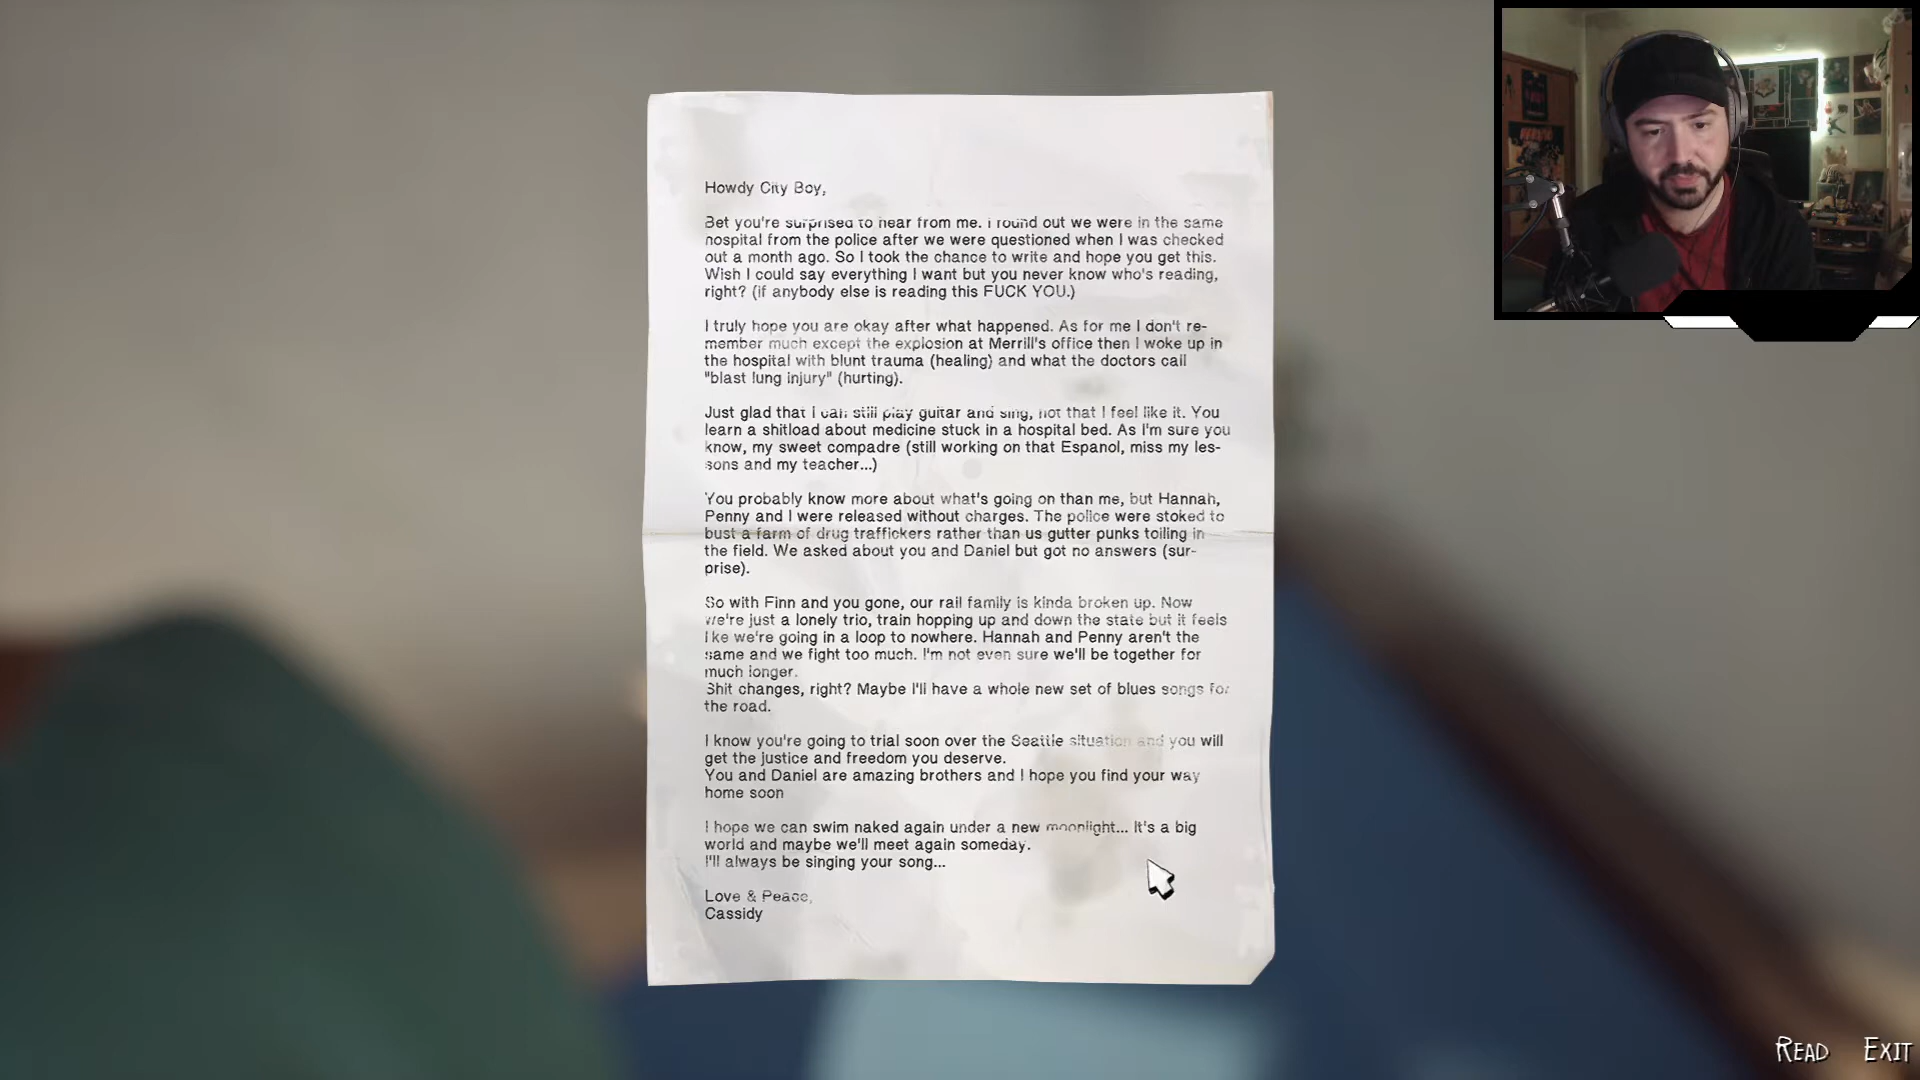 Howdy City Boy,
Bet you're surprised to hear from me. I found out we were in the same
hospital from the police after we were questioned when I was checked
out a month ago. So I took the chance to write and hope you get this.
Wish I could say everything I want but you never know who's reading,
right? (if anybody else is reading this FUCK YOU.)
I truly hope you are okay after what happened. As for me I don't re-
member much except the explosion at Merrill's office then I woke up in
the hospital with blunt trauma (healing) and what the doctors call
"blast lung injury" (hurting).
Just glad that I can still play guitar and sing, not that I feel like it. You
learn a shitload about medicine stuck in a hospital bed. As I'm sure you
know, my sweet compadre (still working on that Espanol, miss my les-
sons and my teacher...)
You probably know more about what's going on than me, but Hannah,
Penny and I were released without charges. The police were stoked to
bust a farm of drug traffickers rather than us gutter punks toiling in
the field. We asked about you and Daniel but got no answers (sur-
prise).
So with Finn and you gone, our rail family is kinda broken up. Now
we're just a lonely trio, train hopping up and down the state but it feels
like we're going in a loop to nowhere. Hannah and Penny aren't the
same and we fight too much. I'm not even sure we'll be together for
much longer.
Shit changes, right? Maybe I'll have a whole new set of blues songs for
the road.
I know you're going to trial soon over the Seattle situation and you will
get the justice and freedom you deserve.
You and Daniel are amazing brothers and I hope you find your way
home soon
I hope we can swim naked again under a new moonlight... It's a big
world and maybe we'll meet again someday.
I'll always be singing your song...
Love & Peace,
Cassidy
READ EXIT